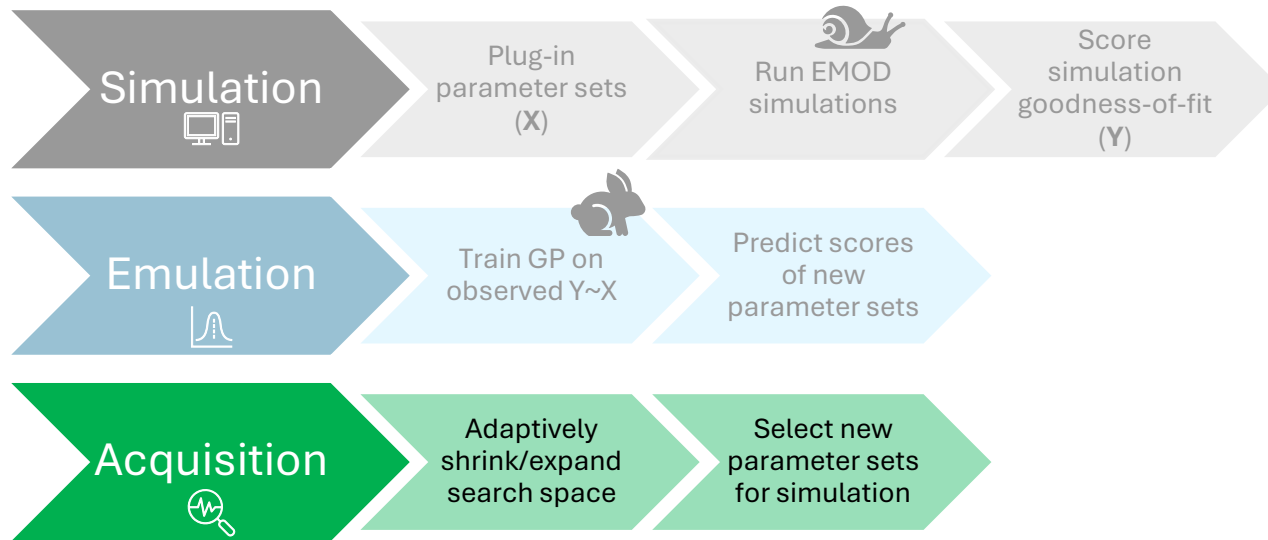 Simulation
Plug-in
parameter sets
(X)
Run EMOD
simulations
Score
simulation
goodness-of-fit
(Y)
Emulation
Train GP on
observed Y~X
Predict scores
of new
parameter sets
Acquisition
Adaptively
shrink/expand
search space
Select new
parameter sets
for simulation